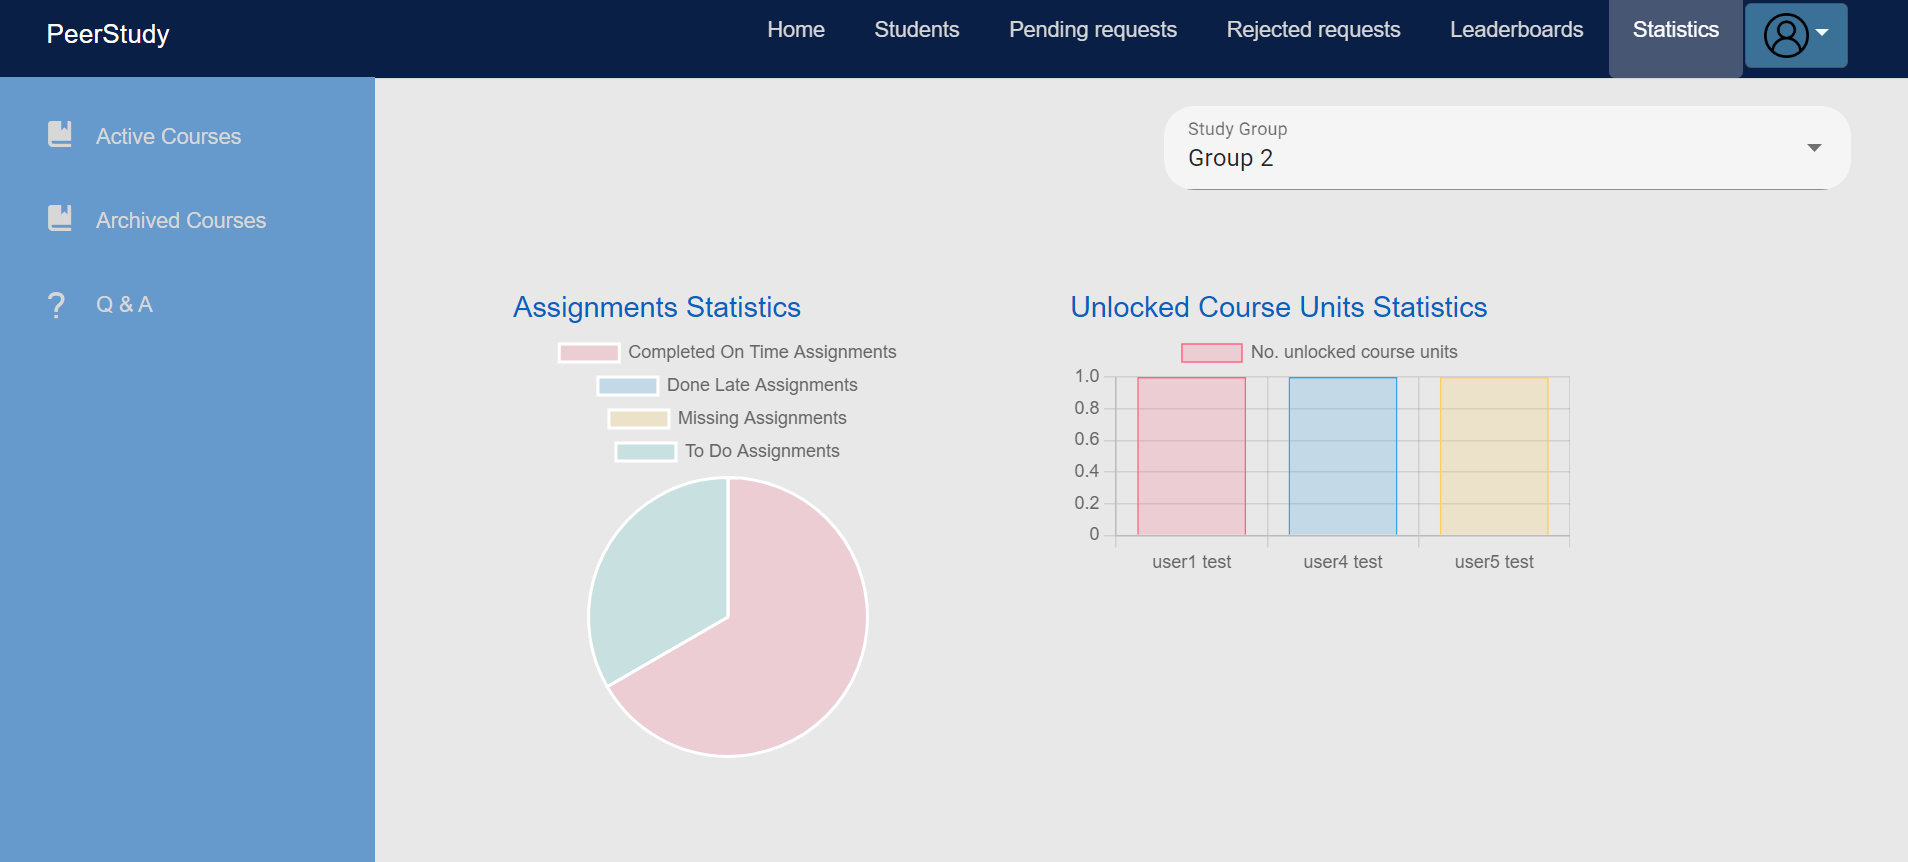 PeerStudy
Home
Students
Pending requests
Rejected requests
Leaderboards
Statistics
Active Courses
Archived Courses
? Q & A
Study Group
Group 2
Assignments Statistics
Completed On Time Assignments
Done Late Assignments
Missing Assignments
To Do Assignments
Unlocked Course Units Statistics
No. unlocked course units
1.0
0.8
0.6
0.4
0.2
0
user1 test
user4 test
user5 test